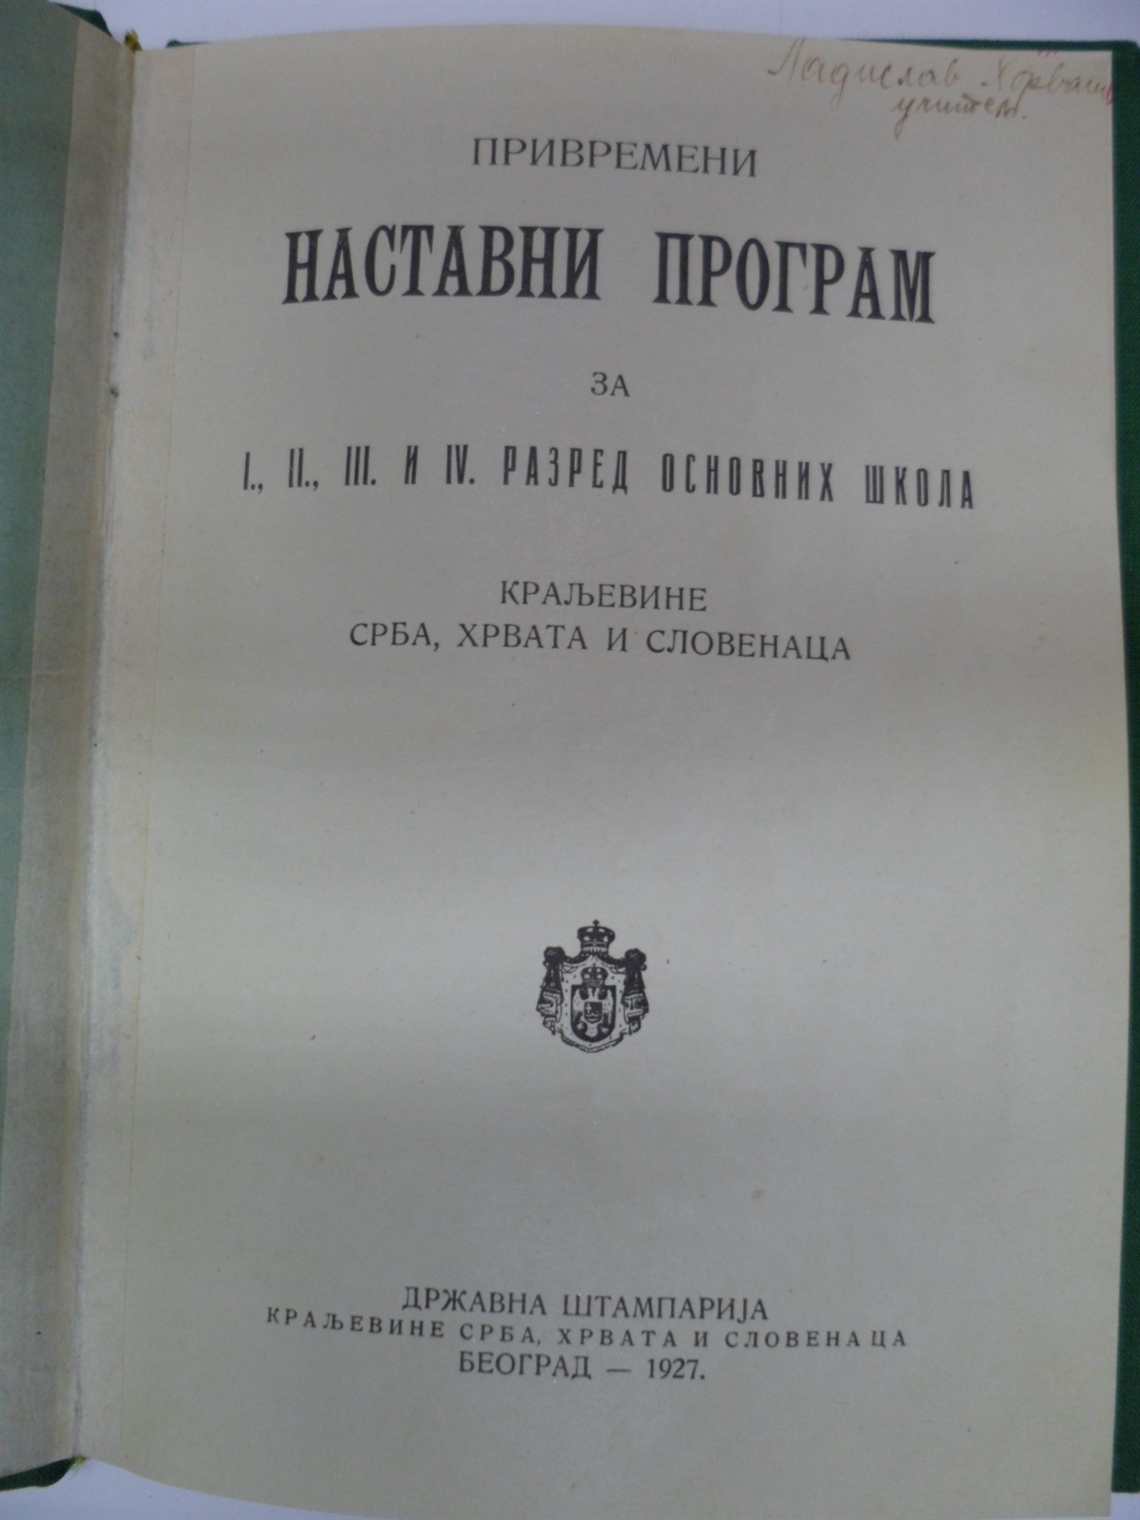 Ладислав Хорват
учитељ.
ПРИВРЕМЕНИ
НАСТАВНИ ПРОГРАМ
ЗА
I., II., III. И IV. РАЗРЕД ОСНОВНИХ ШКОЛА
КРАЉЕВИНЕ
СРБА, ХРВАТА И СЛОВЕНАЦА
ДРЖАВНА ШТАМПАРИЈА
КРАЉЕВИНЕ СРБА, ХРВАТА И СЛОВЕНАЦА
БЕОГРАД — 1927.